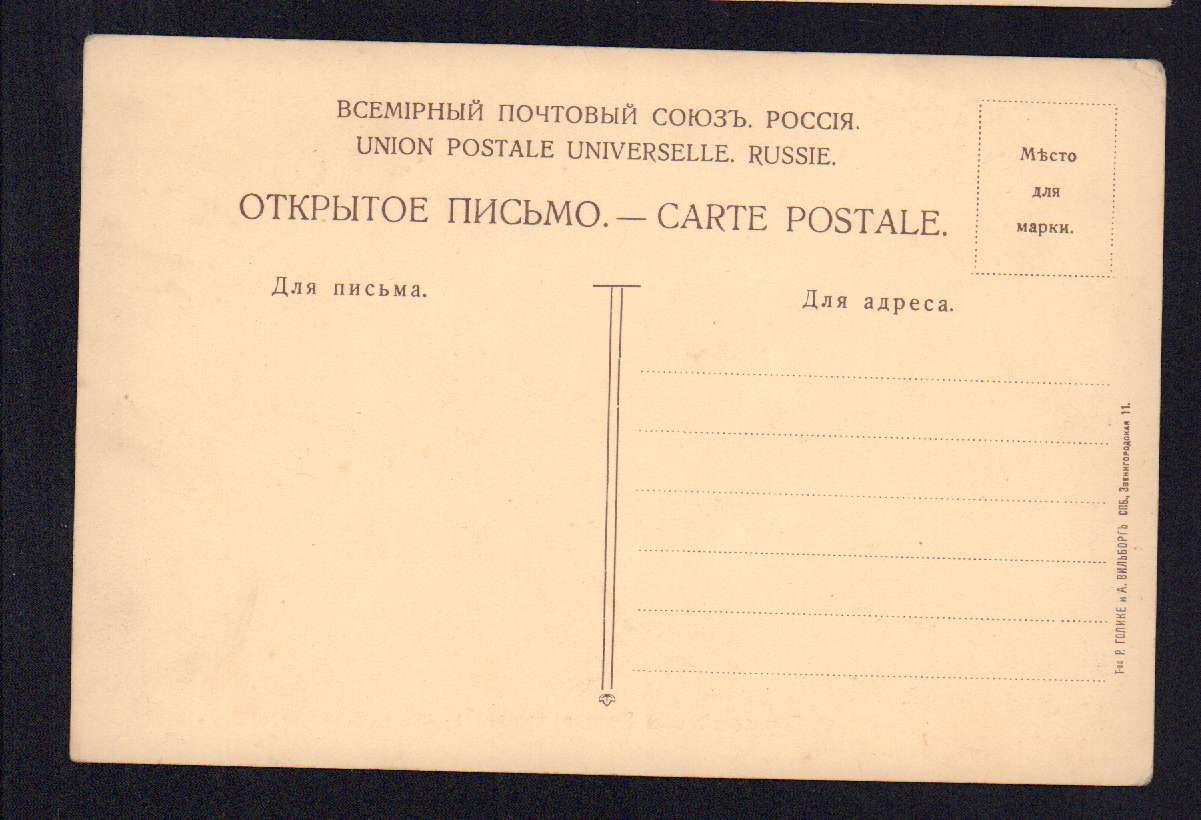 ВСЕМІРНЫЙ ПОЧТОВЫЙ СОЮЗЪ. РОССІЯ.
UNION POSTALE UNIVERSELLE. RUSSIE.
ОТКРЫТОЕ ПИСЬМО. — CARTE POSTALE.
Мѣсто
для
марки.
Для письма.
Для адреса.
Т-во Р. ГОЛИКЕ и А. ВИЛЬБОРГЪ СПБ., Звенигородская 11.